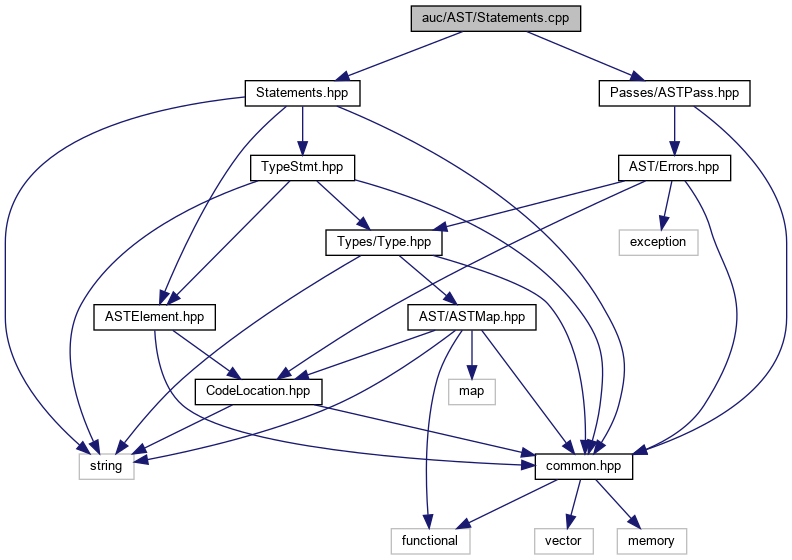 auc/AST/Statements.cpp
Statements.hpp
Passes/ASTPass.hpp
TypeStmt.hpp
AST/Errors.hpp
Types/Type.hpp
exception
ASTElement.hpp
AST/ASTMap.hpp
CodeLocation.hpp
map
string
common.hpp
functional
vector
memory